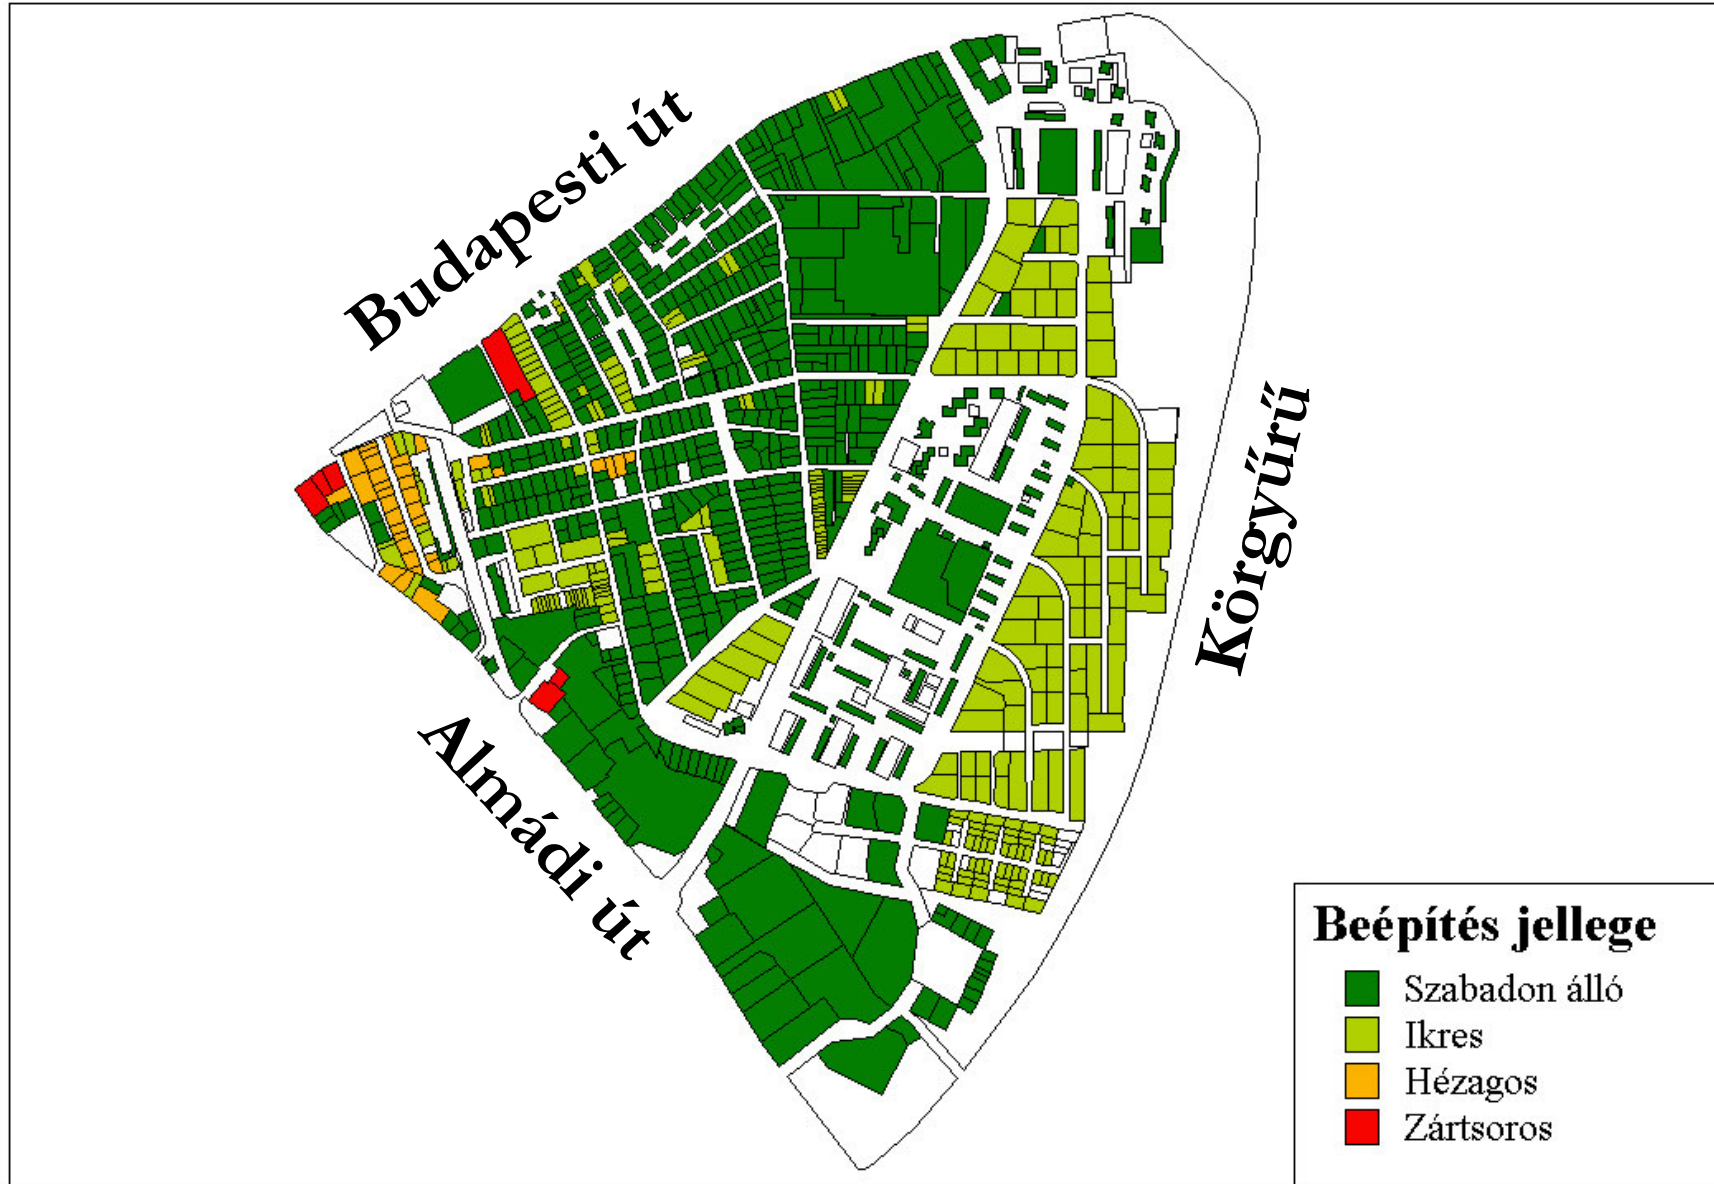 Budapesti út
Körgyűrű
Almádi út
Beépítés jellege
Szabadon álló
Ikres
Hézagos
Zártsoros